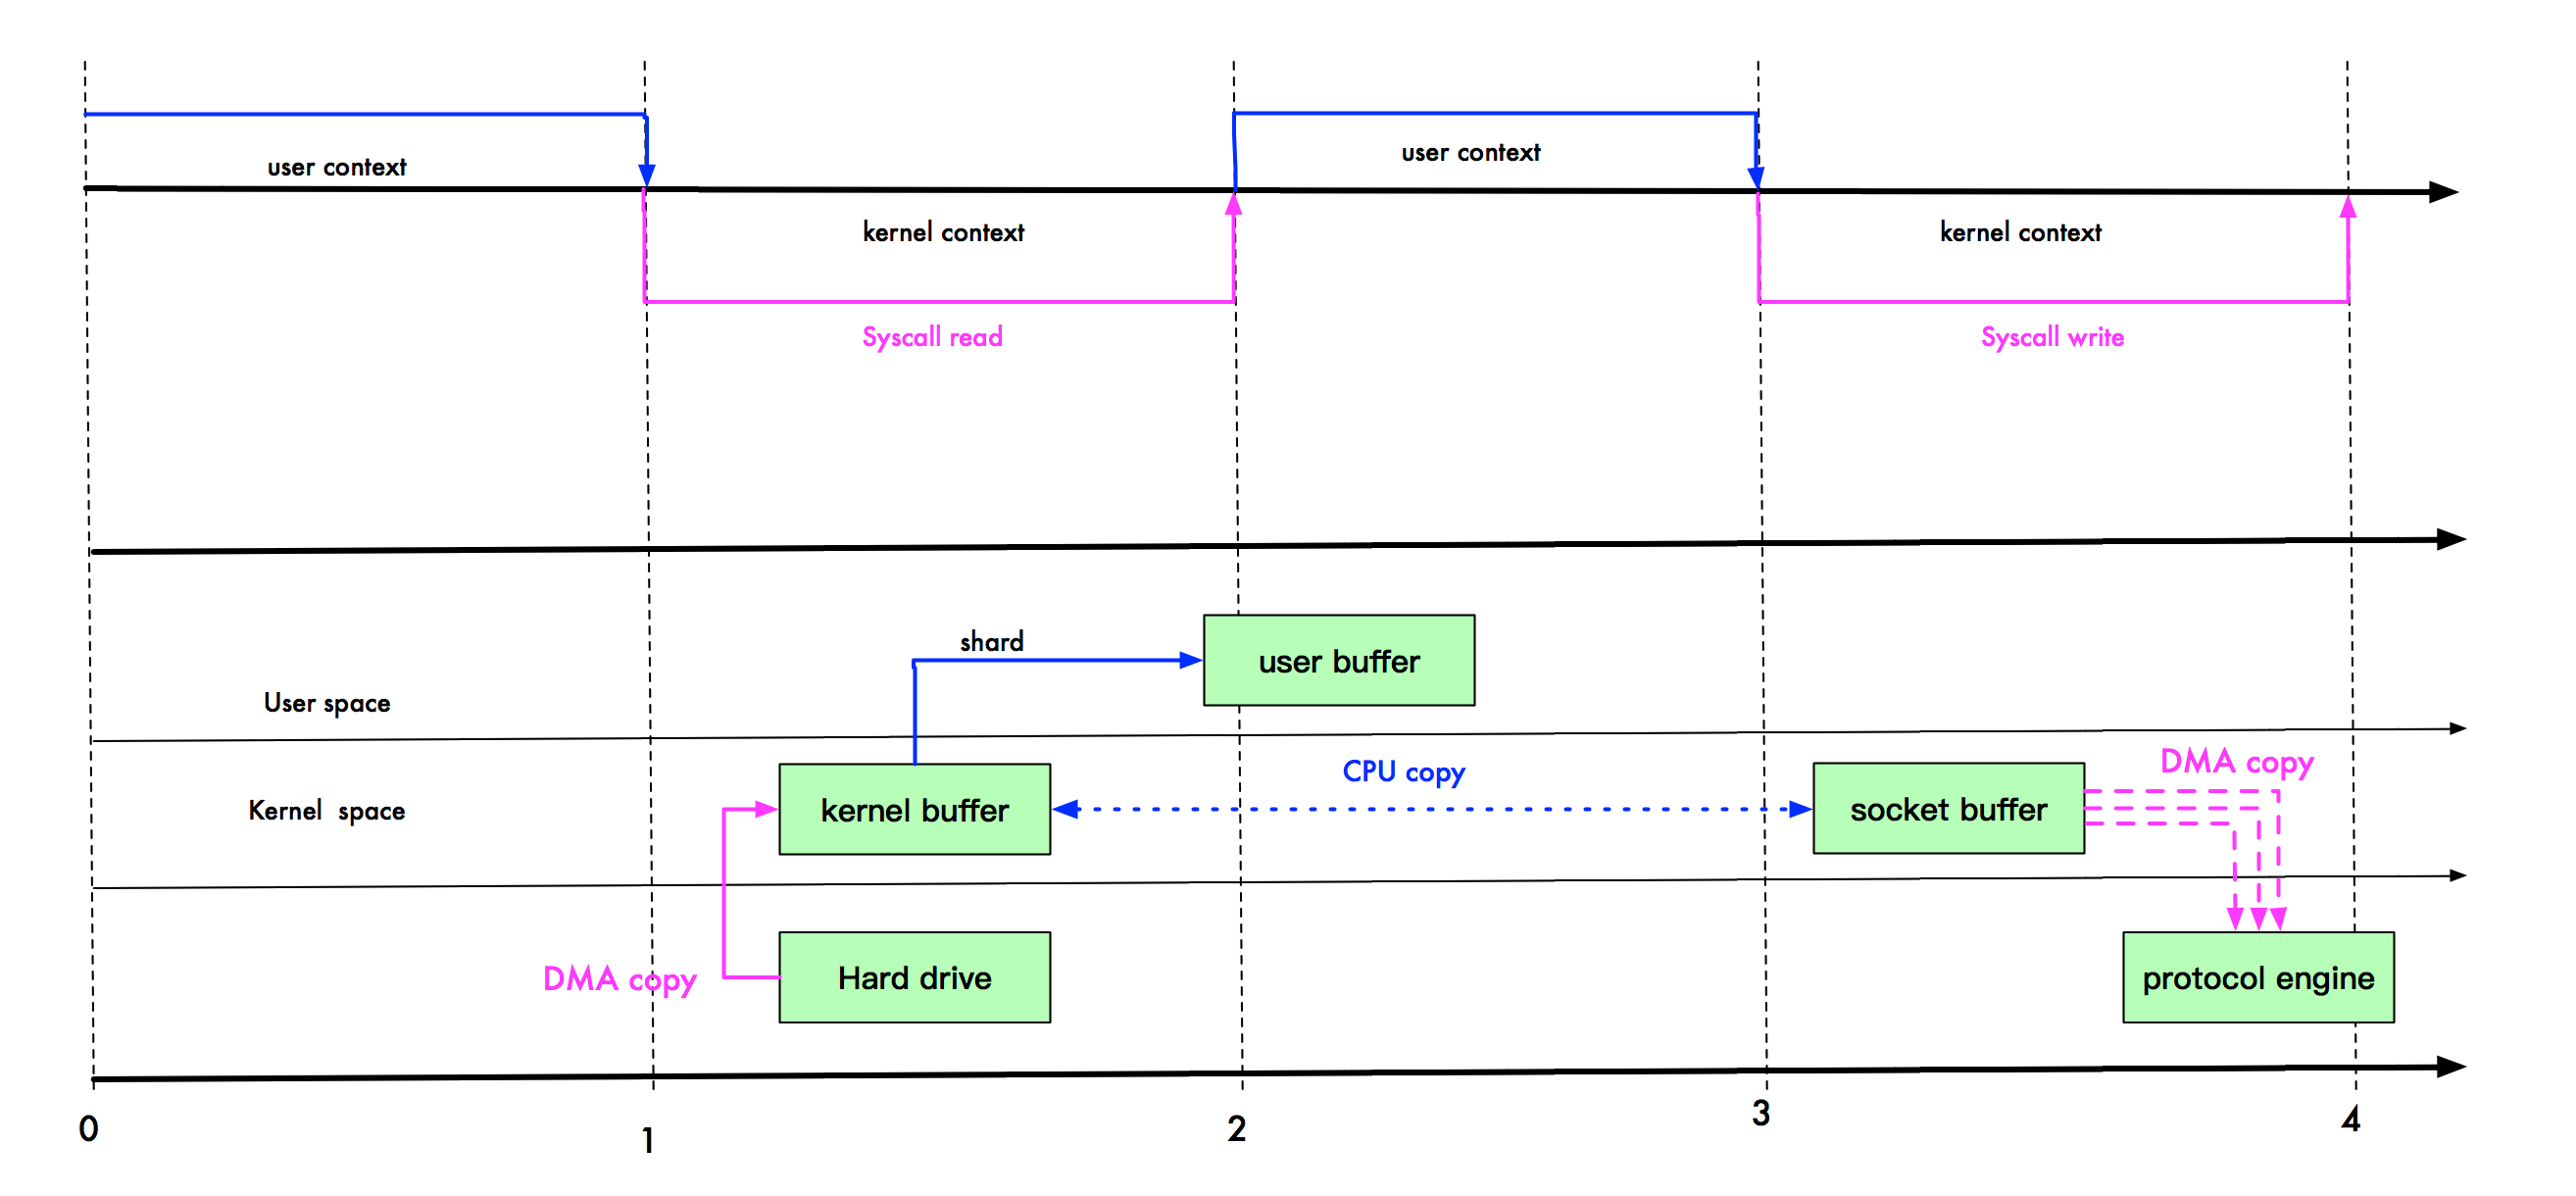 user context
user context
kernel context
kernel context
Syscall read
Syscall write
shard
user buffer
User space
CPU copy
DMA copy
Kernel space
kernel buffer
socket buffer
DMA copy
Hard drive
protocol engine
0
1
2
3
4